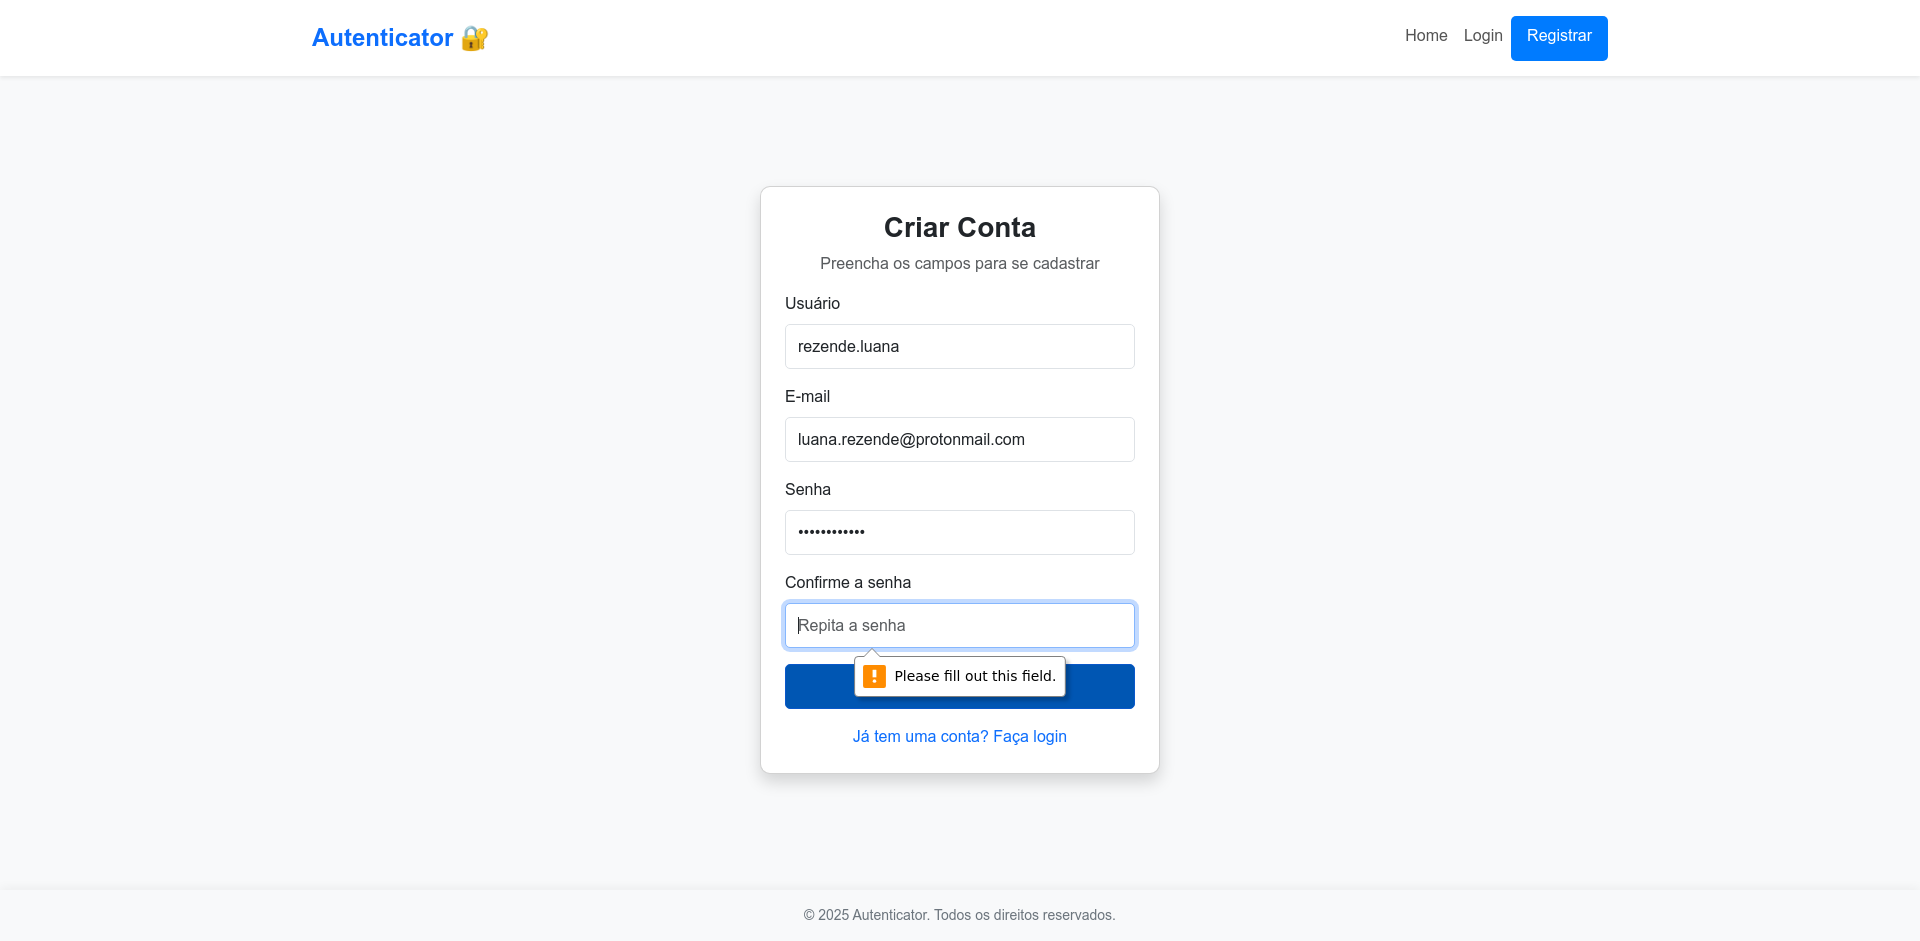 Autenticator 🔐
Home Login Registrar
Criar Conta
Preencha os campos para se cadastrar
Usuário
rezende.luana
E-mail
luana.rezende@protonmail.com
Senha
••••••••••••
Confirme a senha
Repita a senha
Please fill out this field.
Já tem uma conta? Faça login
© 2025 Autenticator. Todos os direitos reservados.